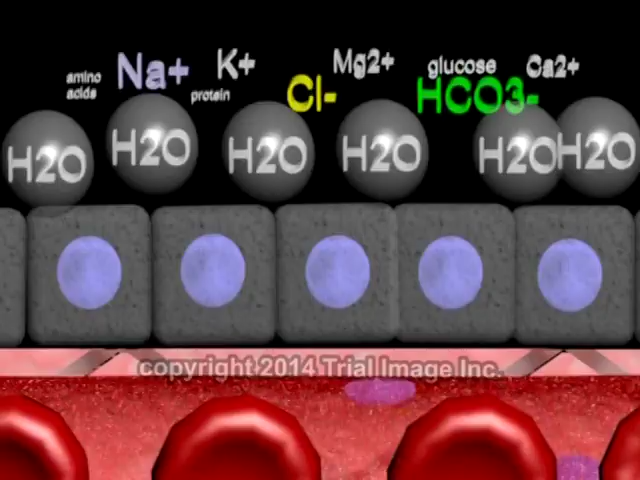 amino
acids
Na+
protein
K+
Cl-
Mg2+
glucose
HCO3-
Ca2+
H2O
H2O
H2O
H2O
H2O
H2O
copyright 2014 Trial Image Inc.